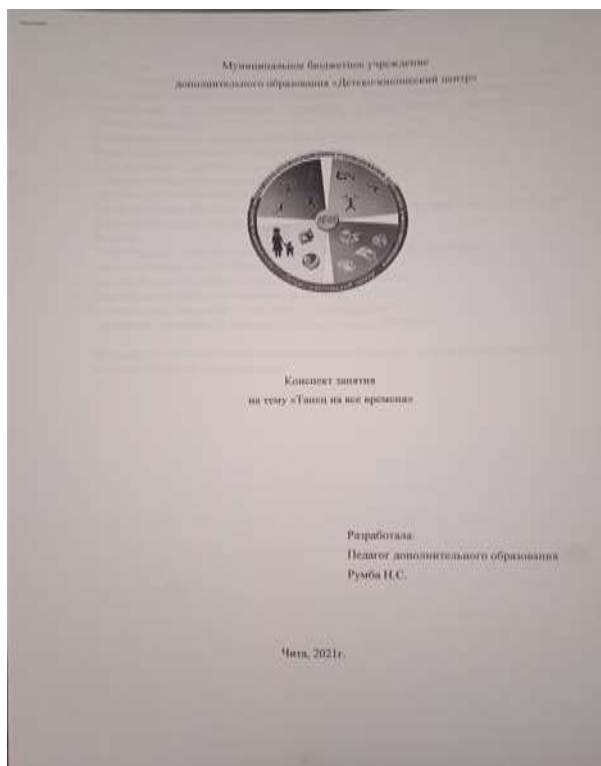 Муниципальное бюджетное учреждение
дополнительного образования «Детско-юношеский центр»
Конспект занятия
на тему «Танец на все времена»
Разработала:
Педагог дополнительного образования
Румба Н.С.
Чита, 2021г.